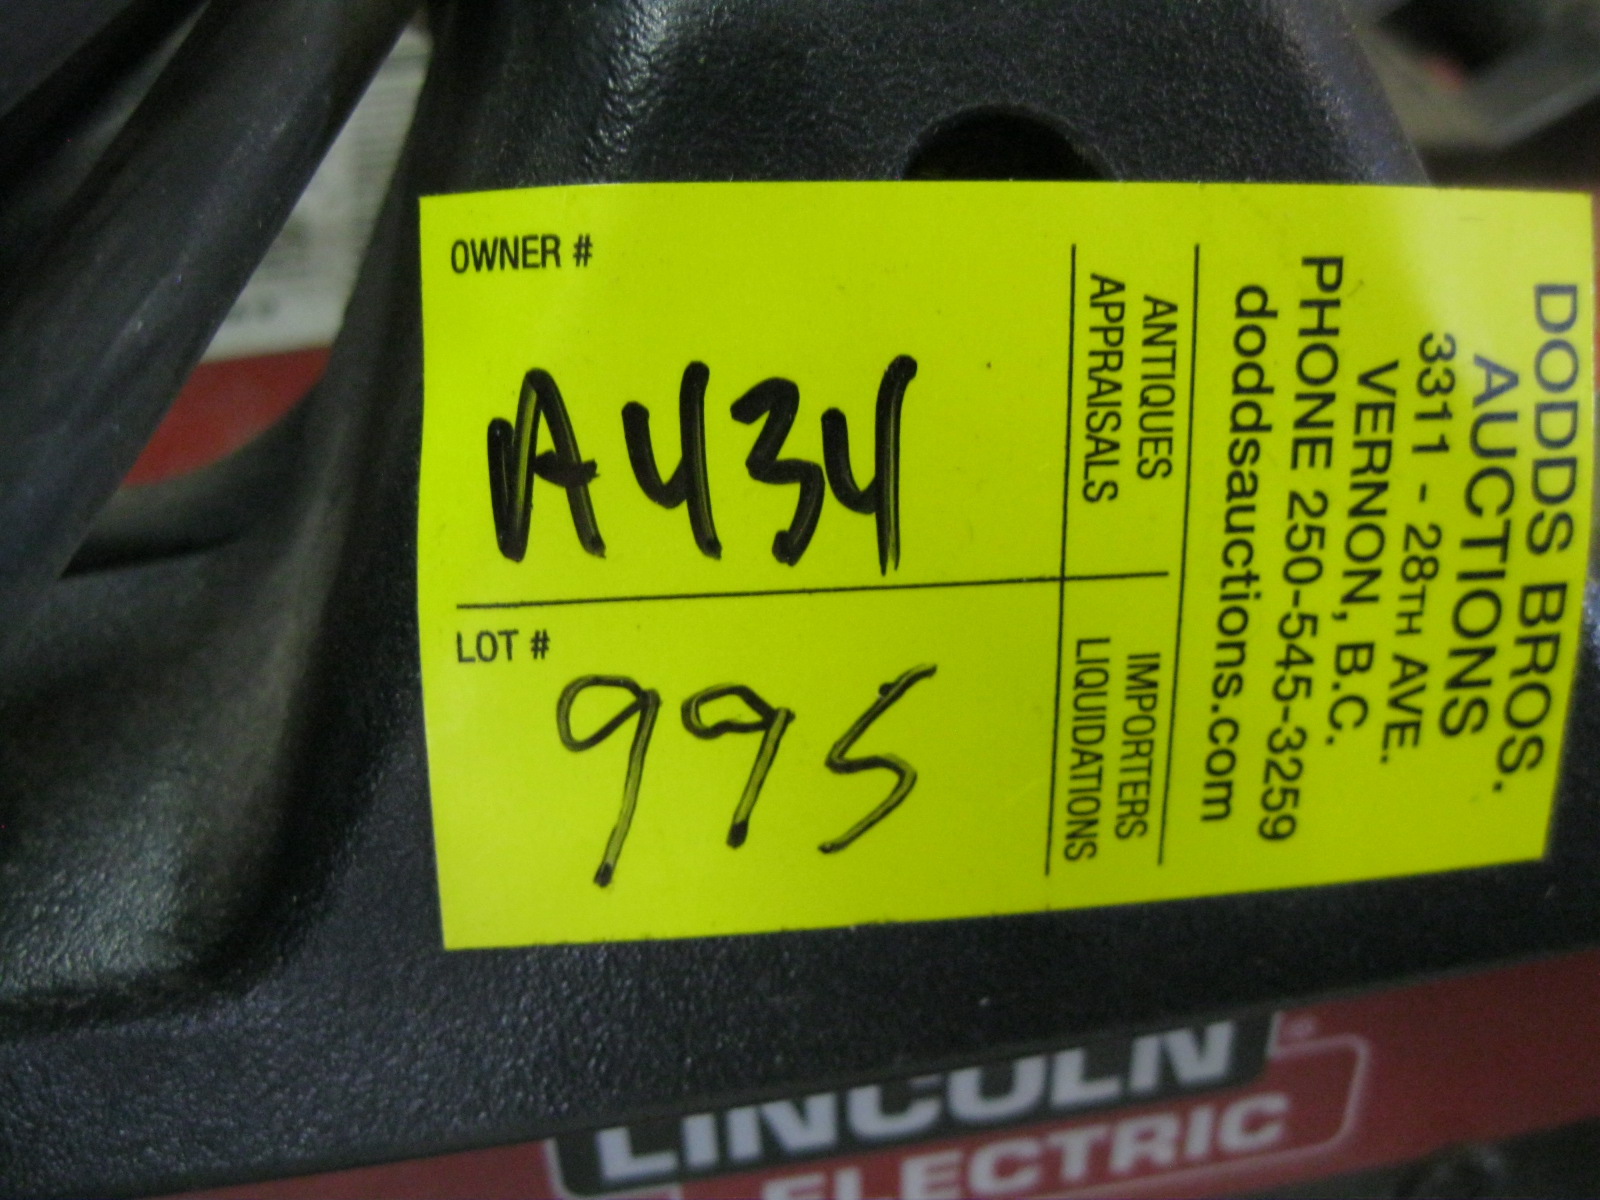 OWNER #
A434
LOT #
995
ANTIQUES
APPRAISALS
IMPORTERS
LIQUIDATIONS
DODDS BROS.
AUCTIONS
3311 - 28TH AVE.
VERNON, B.C.
PHONE 250-545-3259
doddsauctions.com
LINCOLN
ELECTRIC